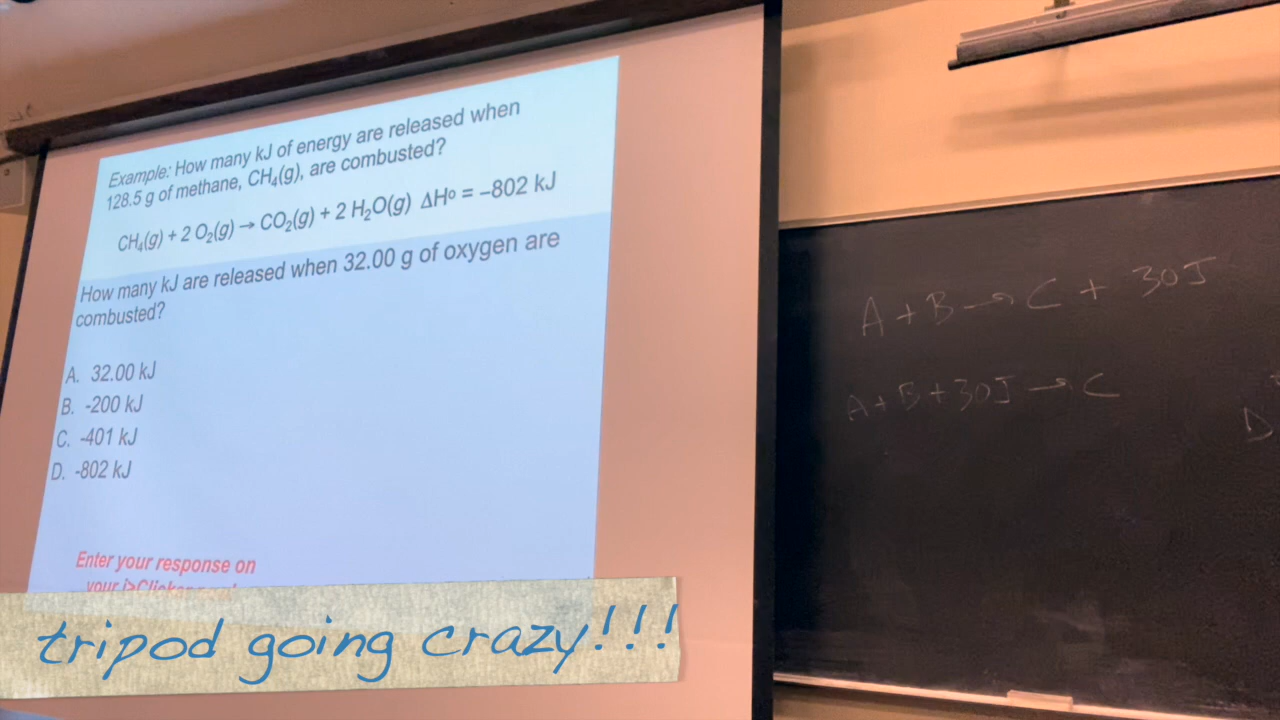 Example: How many kJ of energy are released when
128.5 g of methane, CH₄(g), are combusted?
CH₄(g) + 2 O₂(g) → CO₂(g) + 2 H₂O(g) ΔH° = –802 kJ
How many kJ are released when 32.00 g of oxygen are
combusted?
A. 32.00 kJ
B. -200 kJ
C. -401 kJ
D. -802 kJ
Enter your response on
your
tripod going crazy!!!
A + B → C + 30J
A + B + 30J → C
D